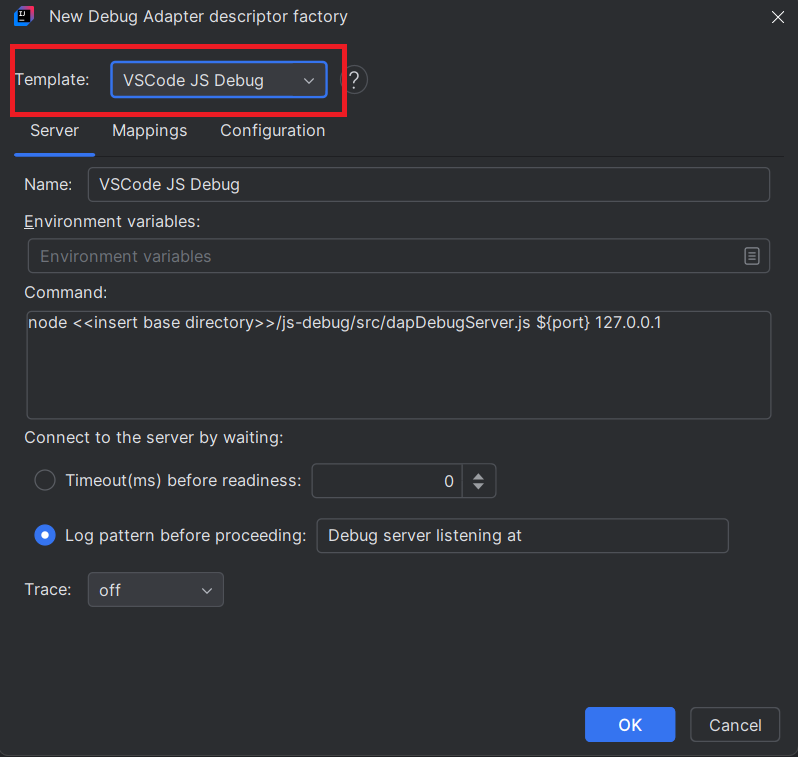 New Debug Adapter descriptor factory
Template: VSCode JS Debug ?
Server Mappings Configuration
Name: VSCode JS Debug
Environment variables:
Environment variables
Command:
node <<insert base directory>>/js-debug/src/dapDebugServer.js ${port} 127.0.0.1
Connect to the server by waiting:
Timeout(ms) before readiness: 0
Log pattern before proceeding: Debug server listening at
Trace: off
OK Cancel